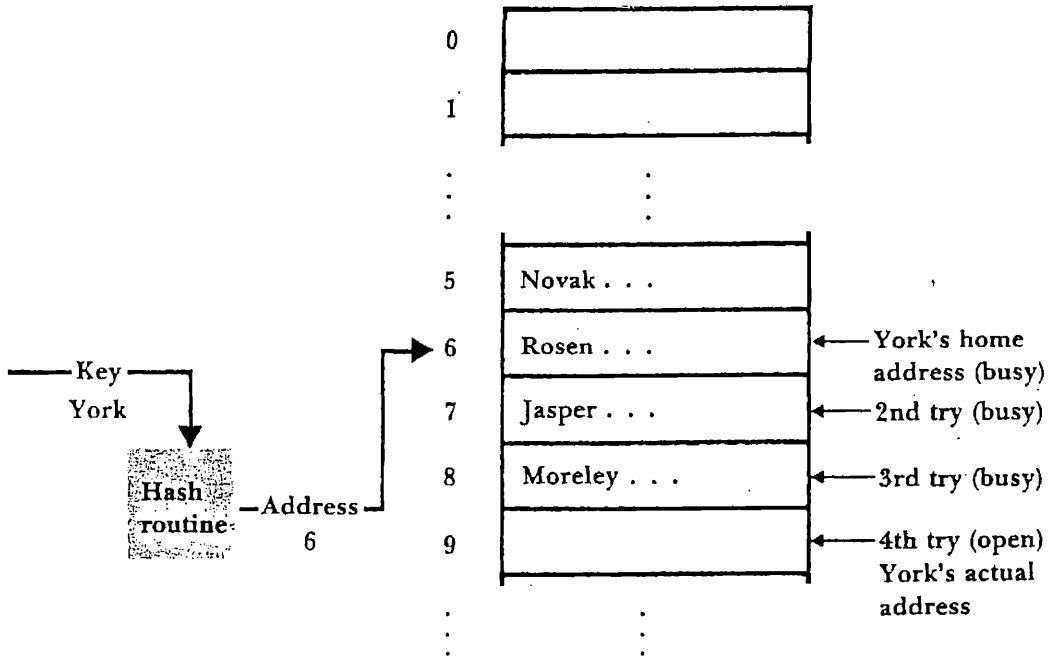 0
1
5 Novak . . .
6 Rosen . . .
York's home
address (busy)
Key
York
7 Jasper . . .
2nd try (busy)
8 Moreley . . .
3rd try (busy)
Hash
routine
Address
6
9
4th try (open)
York's actual
address